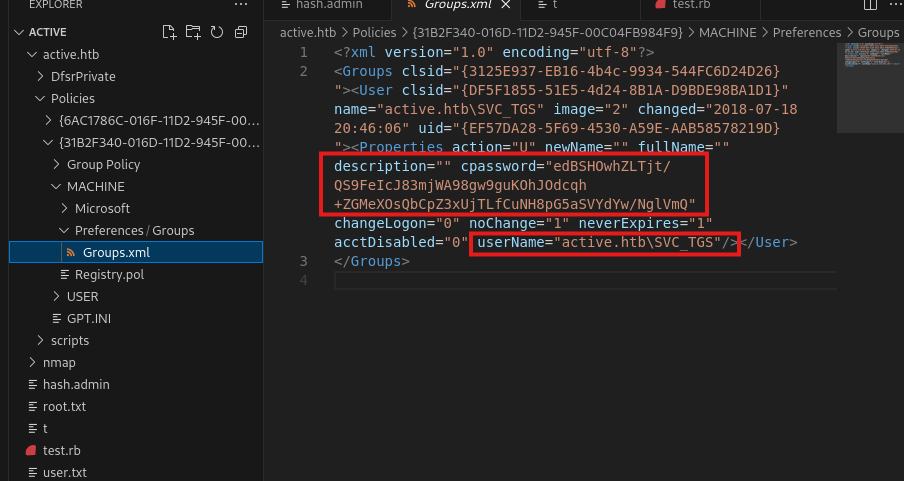 EXPLORER
ACTIVE
active.htb
DfsrPrivate
Policies
{6AC1786C-016F-11D2-945F-00...
{31B2F340-016D-11D2-945F-00...
Group Policy
MACHINE
Microsoft
Preferences / Groups
Groups.xml
Registry.pol
USER
GPT.INI
scripts
nmap
hash.admin
root.txt
t
test.rb
user.txt
hash.admin
Groups.xml
t
test.rb
active.htb > Policies > {31B2F340-016D-11D2-945F-00C04FB984F9} > MACHINE > Preferences > Groups
1 <?xml version="1.0" encoding="utf-8"?>
2 <Groups clsid="{3125E937-EB16-4b4c-9934-544FC6D24D26}
"><User clsid="{DF5F1855-51E5-4d24-8B1A-D9BDE98BA1D1}"
name="active.htb\SVC_TGS" image="2" changed="2018-07-18
20:46:06" uid="{EF57DA28-5F69-4530-A59E-AAB58578219D}
"><Properties action="U" newName="" fullName=""
description="" cpassword="edBSHOwhZLTjt/
QS9FeIcJ83mjWA98gw9guKOhJOdcqh
+ZGMeXOsQbCpZ3xUjTLfCuNH8pG5aSVYdYw/NglVmQ"
changeLogon="0" noChange="1" neverExpires="1"
acctDisabled="0" userName="active.htb\SVC_TGS"/></User>
3 </Groups>
4